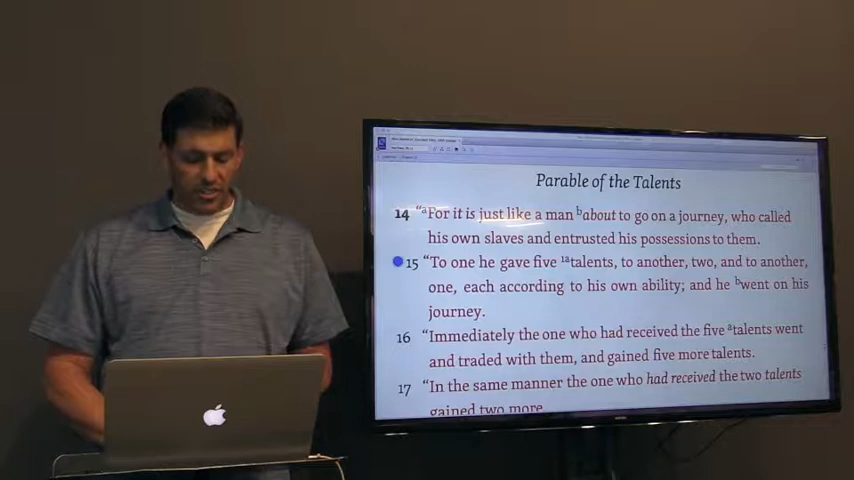 Parable of the Talents
14 "aFor it is just like a man babout to go on a journey, who called
his own slaves and entrusted his possessions to them.
15 "To one he gave five 1atalents, to another, two, and to another,
one, each according to his own ability; and he bwent on his
journey.
16 "Immediately the one who had received the five atalents went
and traded with them, and gained five more talents.
17 "In the same manner the one who had received the two talents
gained two more.